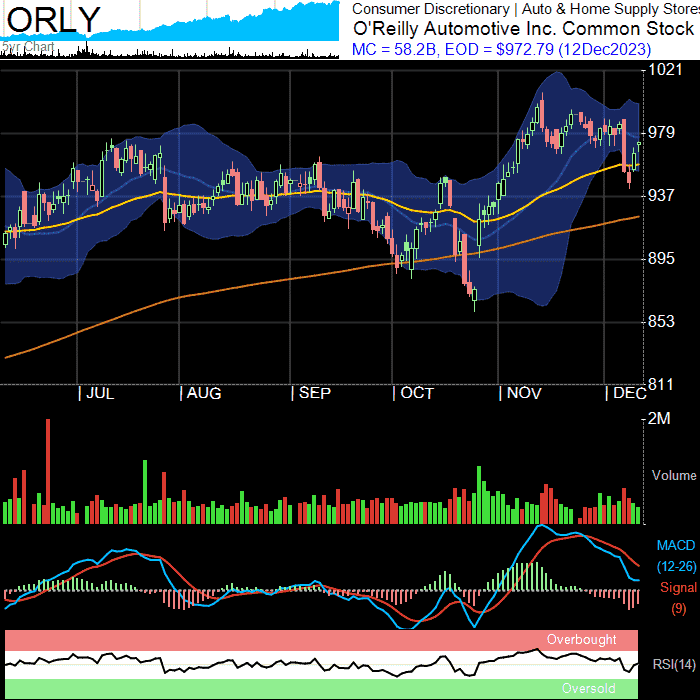 ORLY
5yr Chart
Consumer Discretionary | Auto & Home Supply Stores
O'Reilly Automotive Inc. Common Stock
MC = 58.2B, EOD = $972.79 (12Dec2023)
1021
979
937
895
853
811
| JUL | AUG | SEP | OCT | NOV | DEC
2M
Volume
MACD
(12-26)
Signal
(9)
Overbought
RSI(14)
Oversold